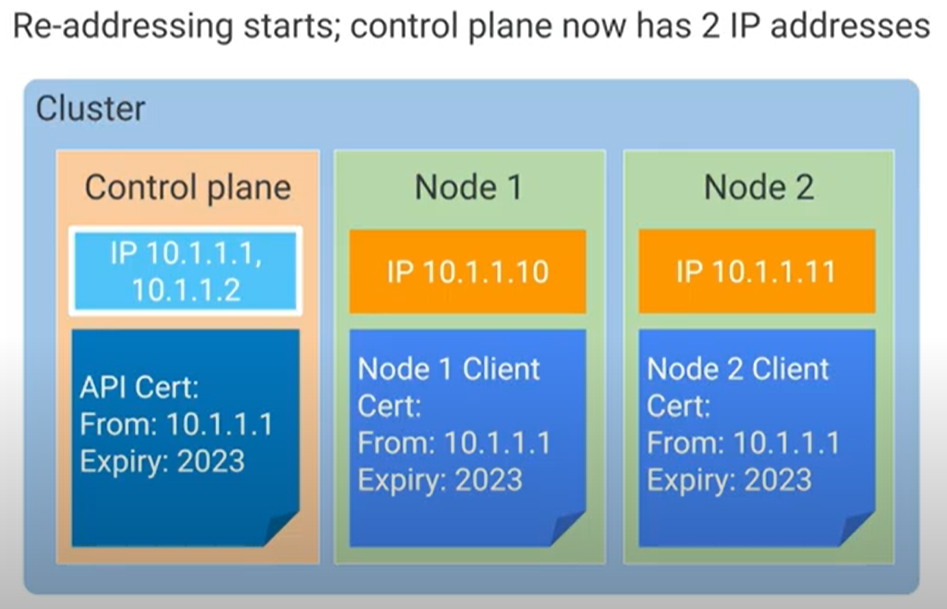 Re-addressing starts; control plane now has 2 IP addresses
Cluster
Control plane
IP 10.1.1.1,
10.1.1.2
API Cert:
From: 10.1.1.1
Expiry: 2023
Node 1
IP 10.1.1.10
Node 1 Client
Cert:
From: 10.1.1.1
Expiry: 2023
Node 2
IP 10.1.1.11
Node 2 Client
Cert:
From: 10.1.1.1
Expiry: 2023